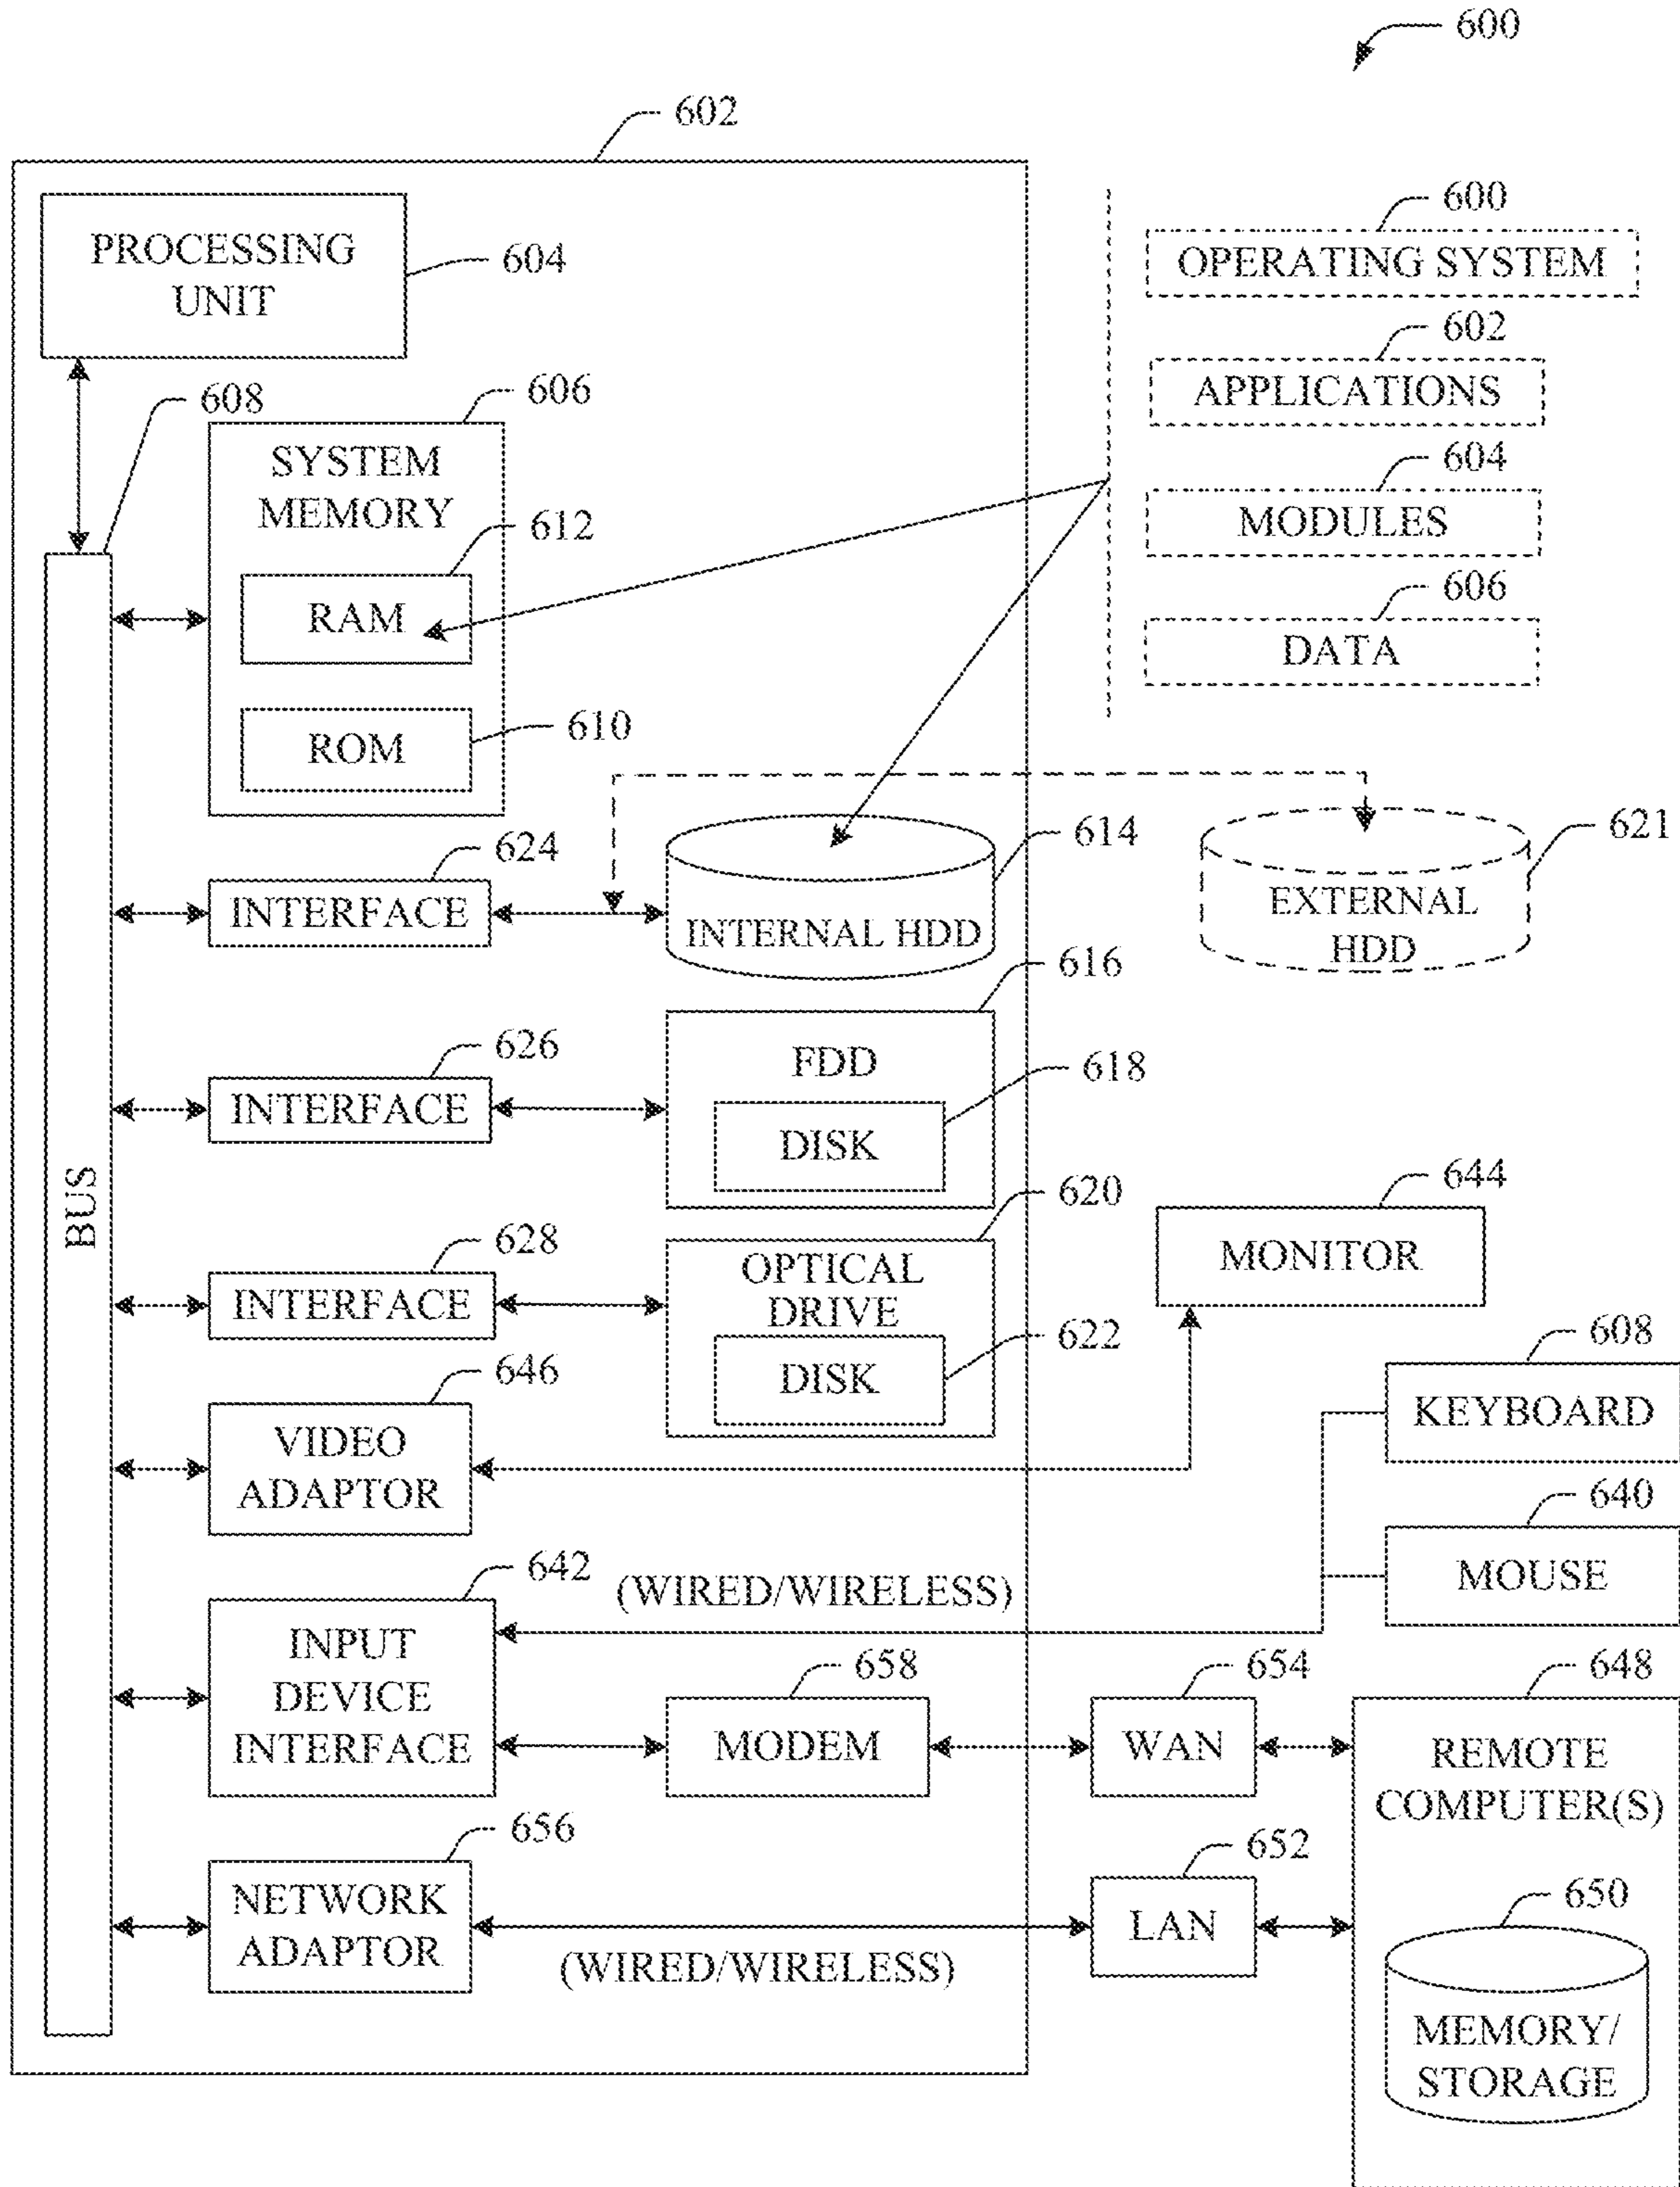 600
602
PROCESSING
UNIT
604
608
606
SYSTEM
MEMORY
612
RAM
610
ROM
600
OPERATING SYSTEM
602
APPLICATIONS
604
MODULES
606
DATA
624
INTERFACE
614
INTERNAL HDD
621
EXTERNAL
HDD
626
INTERFACE
616
FDD
618
DISK
BUS
628
INTERFACE
620
OPTICAL
DRIVE
622
DISK
644
MONITOR
646
VIDEO
ADAPTOR
608
KEYBOARD
640
MOUSE
642
INPUT
DEVICE
INTERFACE
(WIRED/WIRELESS)
658
MODEM
654
WAN
648
REMOTE
COMPUTER(S)
656
NETWORK
ADAPTOR
(WIRED/WIRELESS)
652
LAN
650
MEMORY/
STORAGE